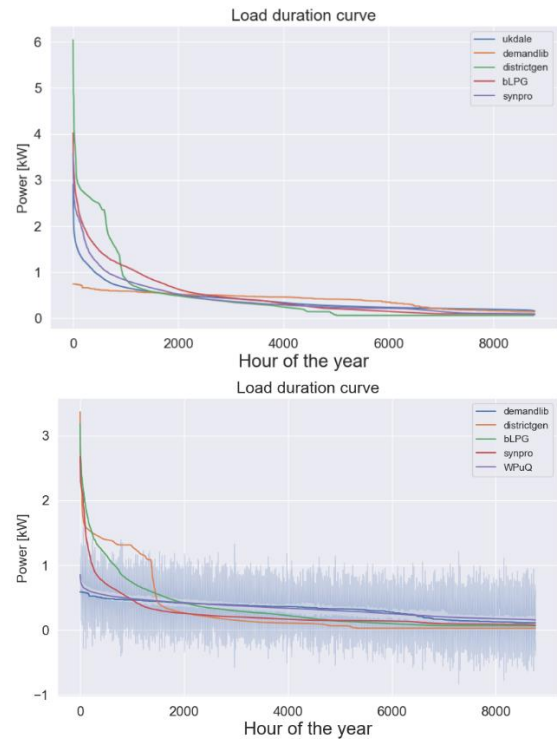 Load duration curve
6
5
4
3
2
1
0
Power [kW]
ukdale
demandlib
districtgen
bLPG
synpro
0 2000 4000 6000 8000
Hour of the year
Load duration curve
3
2
1
0
−1
Power [kW]
demandlib
districtgen
bLPG
synpro
WPuQ
0 2000 4000 6000 8000
Hour of the year